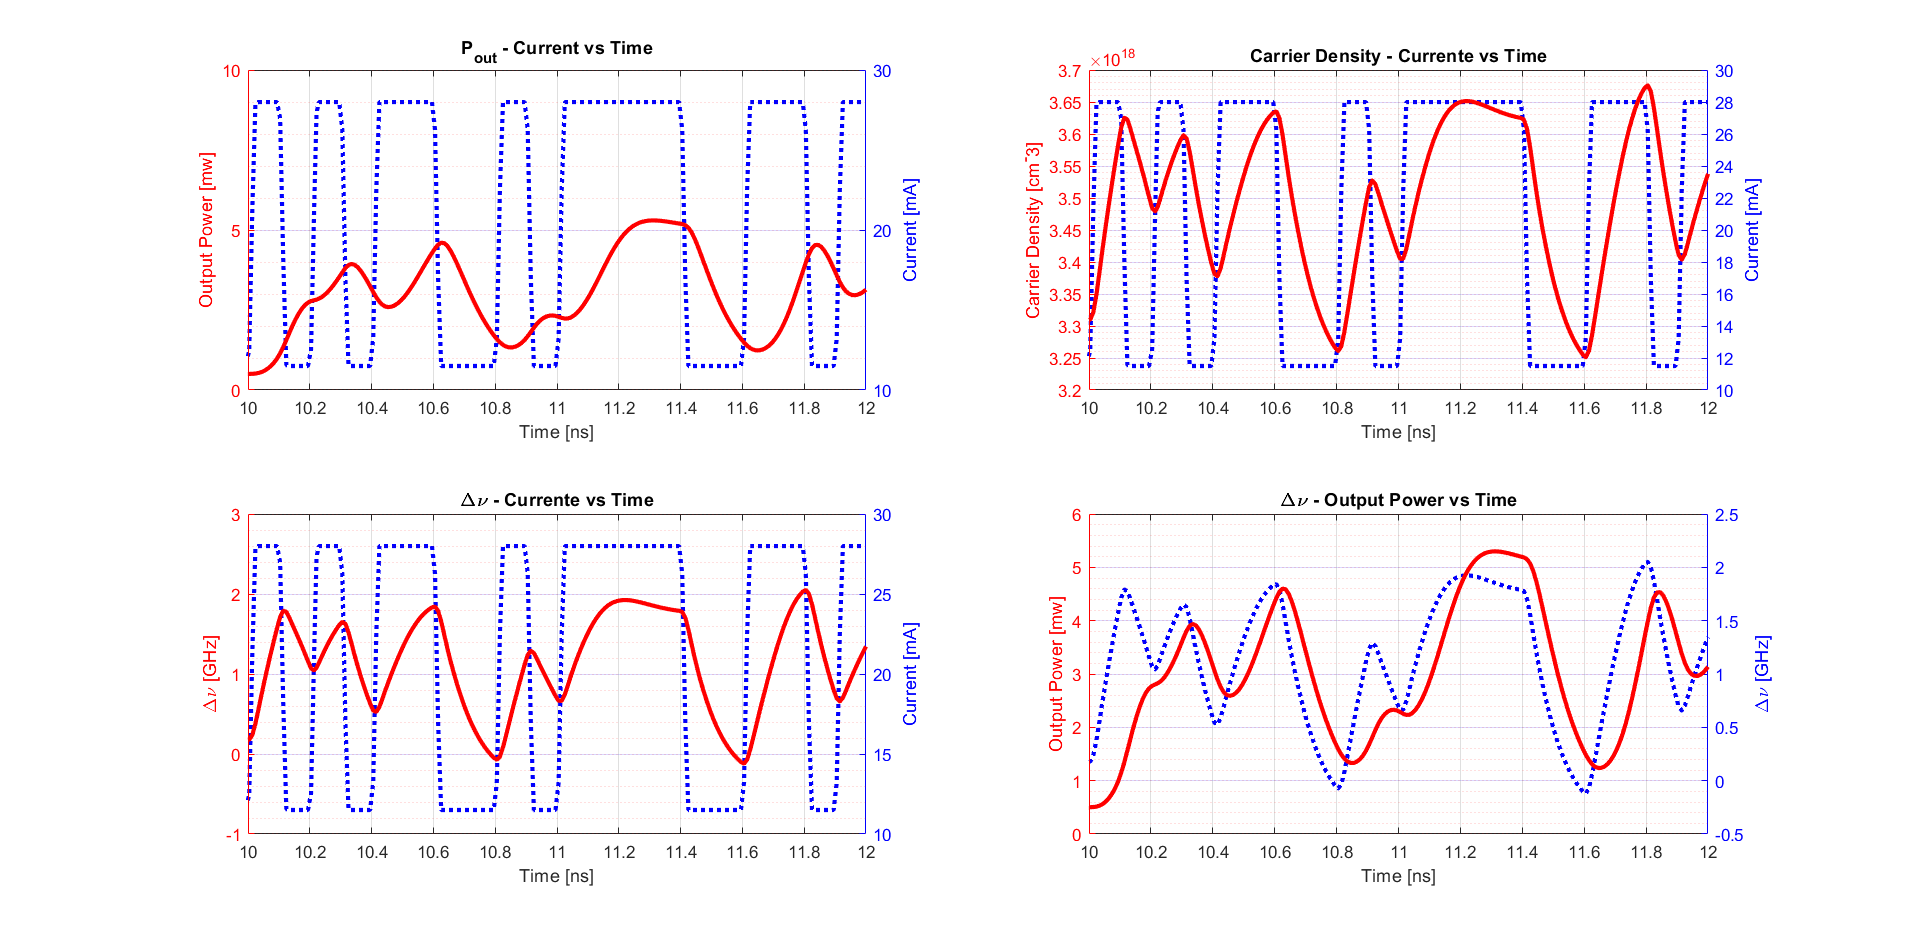 P_out - Current vs Time
10
5
0
Output Power [mw]
30
20
10
Current [mA]
10 10.2 10.4 10.6 10.8 11 11.2 11.4 11.6 11.8 12
Time [ns]
Carrier Density - Currente vs Time
×10^18
3.7
3.65
3.6
3.55
3.5
3.45
3.4
3.35
3.3
3.25
3.2
Carrier Density [cm^-3]
30
28
26
24
22
20
18
16
14
12
10
Current [mA]
10 10.2 10.4 10.6 10.8 11 11.2 11.4 11.6 11.8 12
Time [ns]
Δν - Currente vs Time
3
2
1
0
-1
Δν [GHz]
30
25
20
15
10
Current [mA]
10 10.2 10.4 10.6 10.8 11 11.2 11.4 11.6 11.8 12
Time [ns]
Δν - Output Power vs Time
6
5
4
3
2
1
0
Output Power [mw]
2.5
2
1.5
1
0.5
0
-0.5
Δν [GHz]
10 10.2 10.4 10.6 10.8 11 11.2 11.4 11.6 11.8 12
Time [ns]